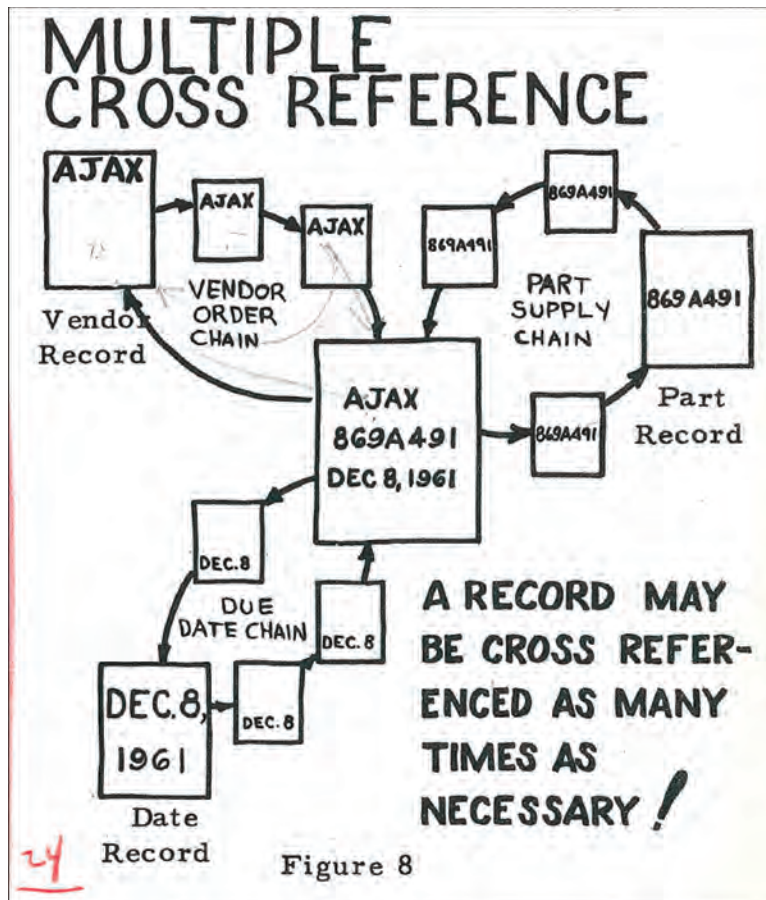 MULTIPLE
CROSS REFERENCE
AJAX
AJAX
AJAX
869A491
869A491
869A491
VENDOR
ORDER
CHAIN
PART
SUPPLY
CHAIN
Vendor
Record
AJAX
869A491
DEC 8, 1961
869A491
Part
Record
DEC.8
DUE
DATE CHAIN
DEC.8
DEC.8
DEC.8,
1961
Date
Record
A RECORD MAY
BE CROSS REFER-
ENCED AS MANY
TIMES AS
NECESSARY!
24
Figure 8